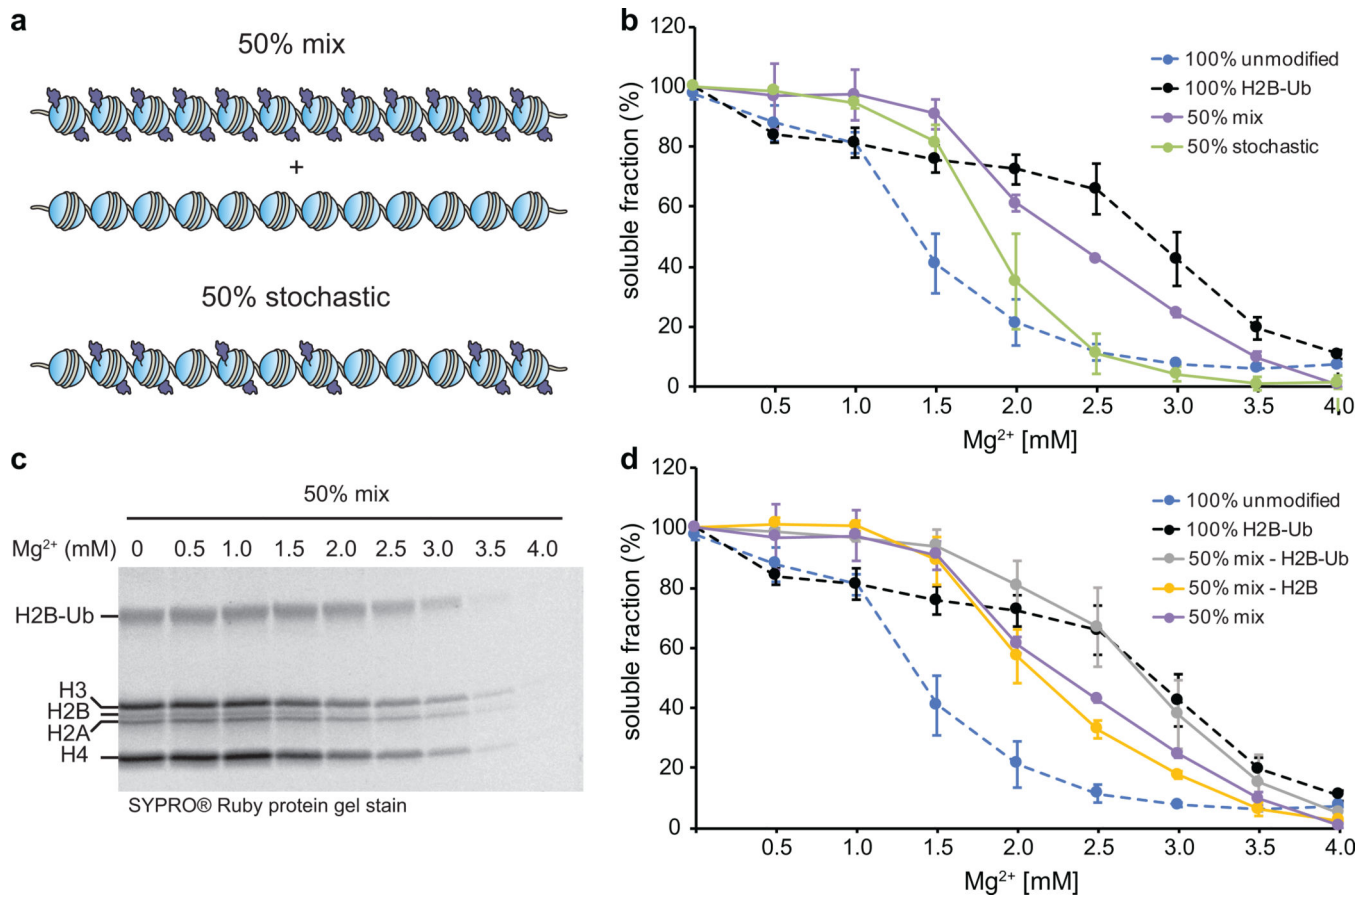 a
50% mix
+
50% stochastic
b
120
100
80
60
40
20
0
soluble fraction (%)
0.5 1.0 1.5 2.0 2.5 3.0 3.5 4.0
Mg²⁺ [mM]
100% unmodified
100% H2B-Ub
50% mix
50% stochastic
c
50% mix
Mg²⁺ (mM) 0 0.5 1.0 1.5 2.0 2.5 3.0 3.5 4.0
H2B-Ub
H3
H2B
H2A
H4
SYPRO® Ruby protein gel stain
d
120
100
80
60
40
20
0
soluble fraction (%)
0.5 1.0 1.5 2.0 2.5 3.0 3.5 4.0
Mg²⁺ [mM]
100% unmodified
100% H2B-Ub
50% mix - H2B-Ub
50% mix - H2B
50% mix